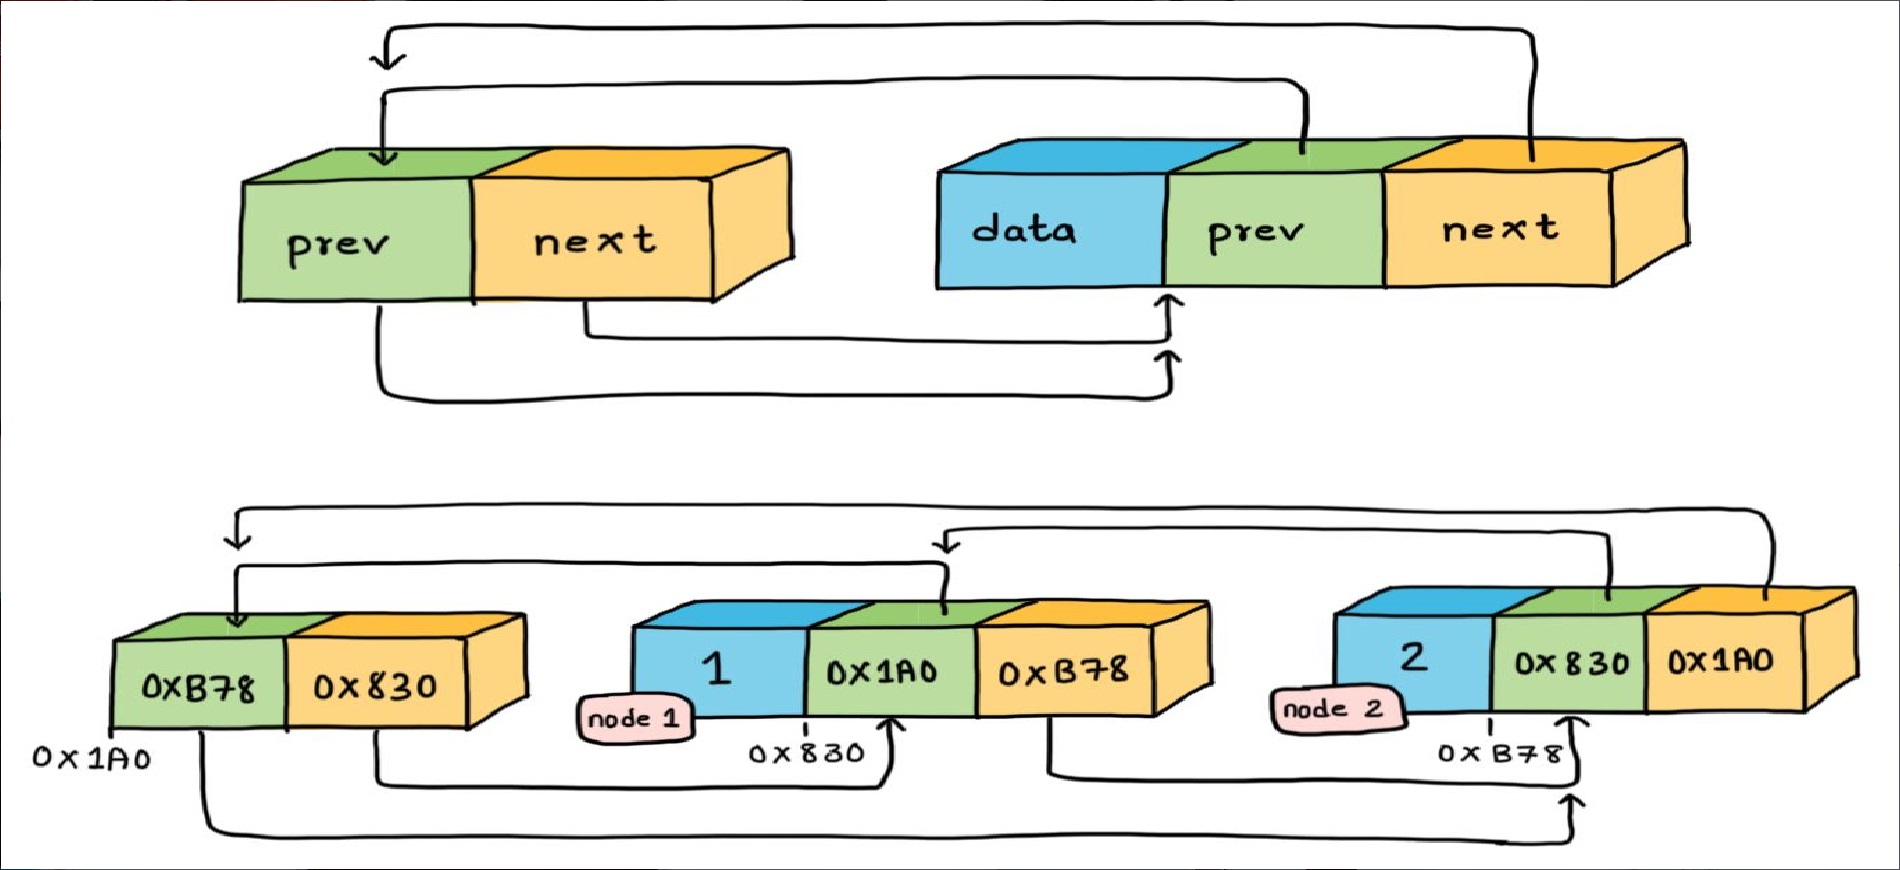 prev next
data prev next
0XB78 0X830
1 0X1A0 0XB78
2 0X830 0X1A0
node 1
node 2
0X1A0
0X830
0XB78